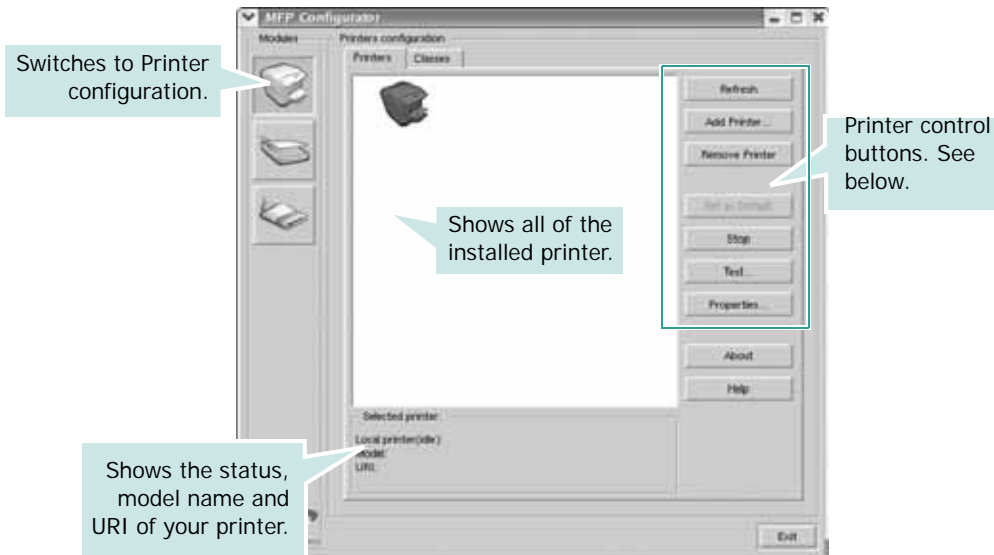 MFP Configurator
Modules
Printers configuration
Printers
Classes
Switches to Printer
configuration.
Refresh
Add Printer...
Remove Printer
Set as Default
Stop
Test...
Properties...
About
Help
Printer control
buttons. See
below.
Shows all of the
installed printer.
Selected printer:
Local printer(idle)
Model:
URI:
Shows the status,
model name and
URI of your printer.
Exit